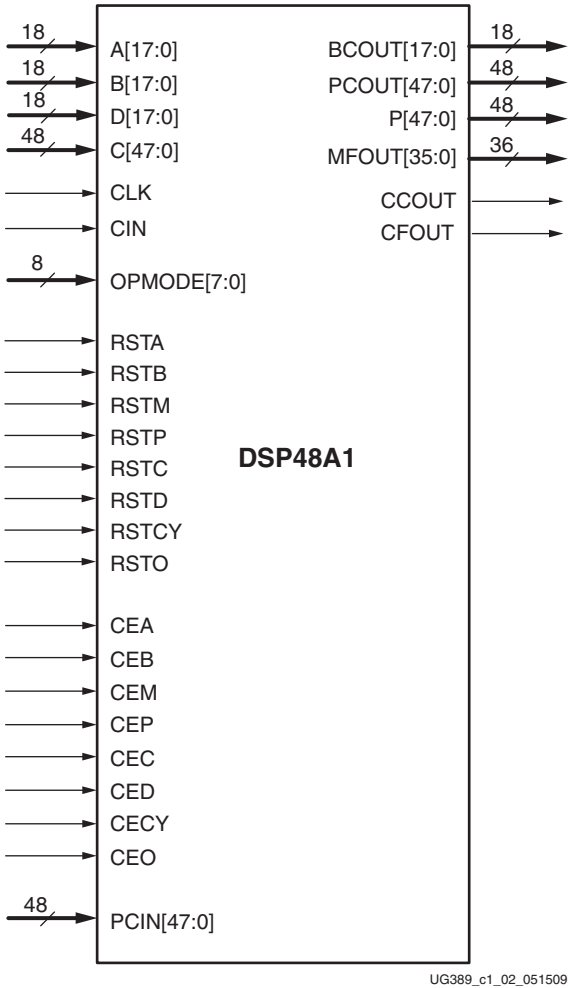 18 A[17:0] BCOUT[17:0] 18
18 B[17:0] PCOUT[47:0] 48
18 D[17:0] P[47:0] 48
48 C[47:0] MFOUT[35:0] 36
CLK CCOUT
CIN CFOUT
8 OPMODE[7:0]
RSTA
RSTB
RSTM
RSTP
DSP48A1
RSTC
RSTD
RSTCY
RSTO
CEA
CEB
CEM
CEP
CEC
CED
CECY
CEO
48 PCIN[47:0]
UG389_c1_02_051509